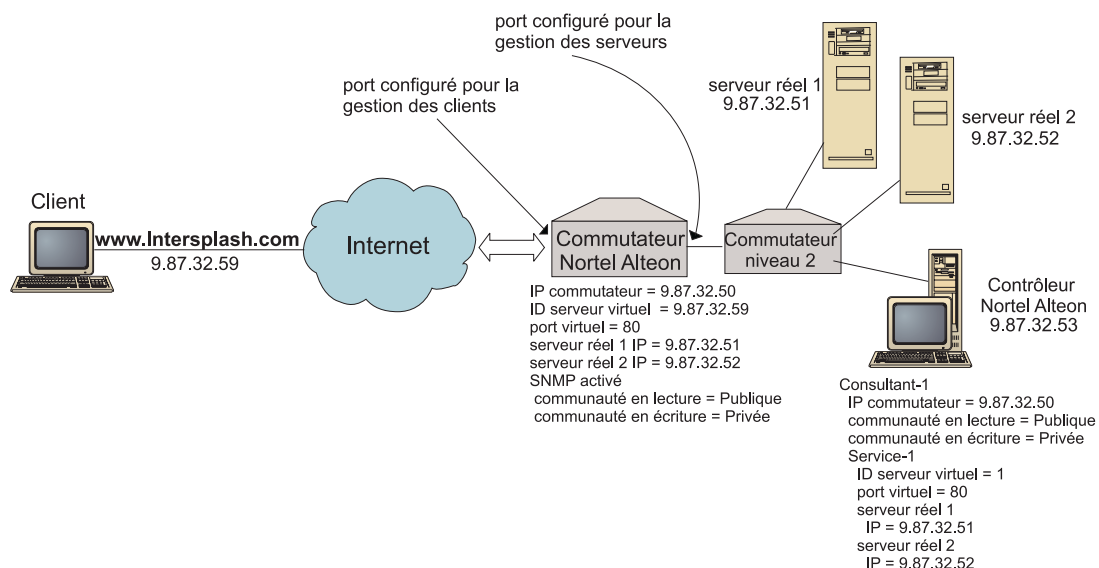 port configuré pour la
gestion des serveurs
port configuré pour la
gestion des clients
serveur réel 1
9.87.32.51
serveur réel 2
9.87.32.52
Client
www.Intersplash.com
9.87.32.59
Internet
Commutateur
Nortel Alteon
Commutateur
niveau 2
IP commutateur = 9.87.32.50
ID serveur virtuel = 9.87.32.59
port virtuel = 80
serveur réel 1 IP = 9.87.32.51
serveur réel 2 IP = 9.87.32.52
SNMP activé
communauté en lecture = Publique
communauté en écriture = Privée
Contrôleur
Nortel Alteon
9.87.32.53
Consultant-1
IP commutateur = 9.87.32.50
communauté en lecture = Publique
communauté en écriture = Privée
Service-1
ID serveur virtuel = 1
port virtuel = 80
serveur réel 1
IP = 9.87.32.51
serveur réel 2
IP = 9.87.32.52